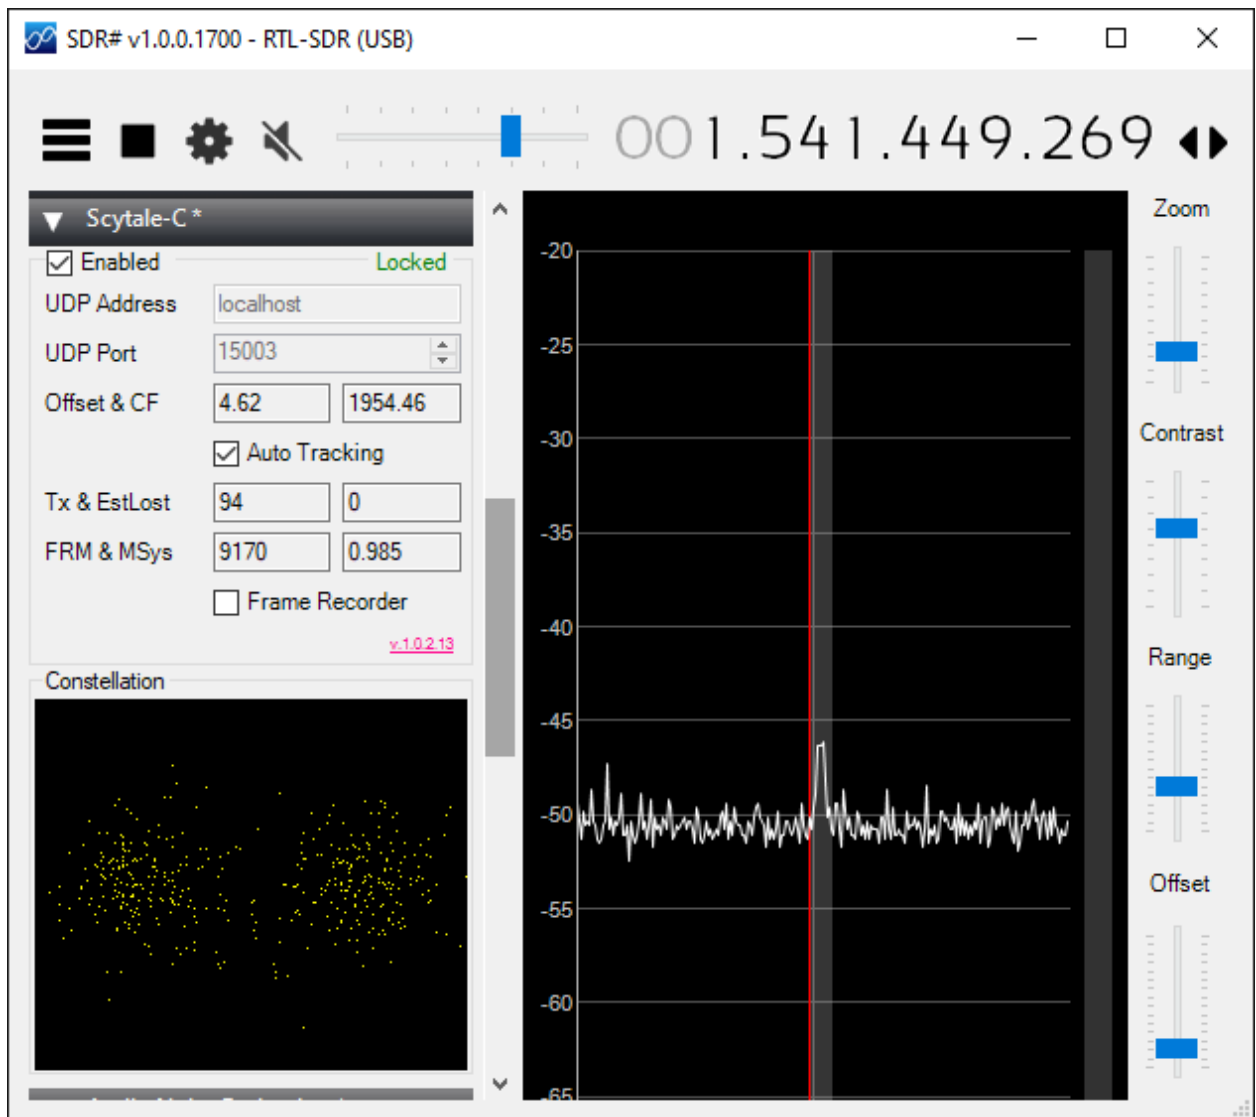 SDR# v1.0.0.1700 - RTL-SDR (USB)
001.541.449.269
Scytale-C *
Enabled Locked
UDP Address localhost
UDP Port 15003
Offset & CF 4.62 1954.46
Auto Tracking
Tx & EstLost 94 0
FRM & MSys 9170 0.985
Frame Recorder
v.1.0.2.13
Constellation
-20
-25
-30
-35
-40
-45
-50
-55
-60
-65
Zoom
Contrast
Range
Offset